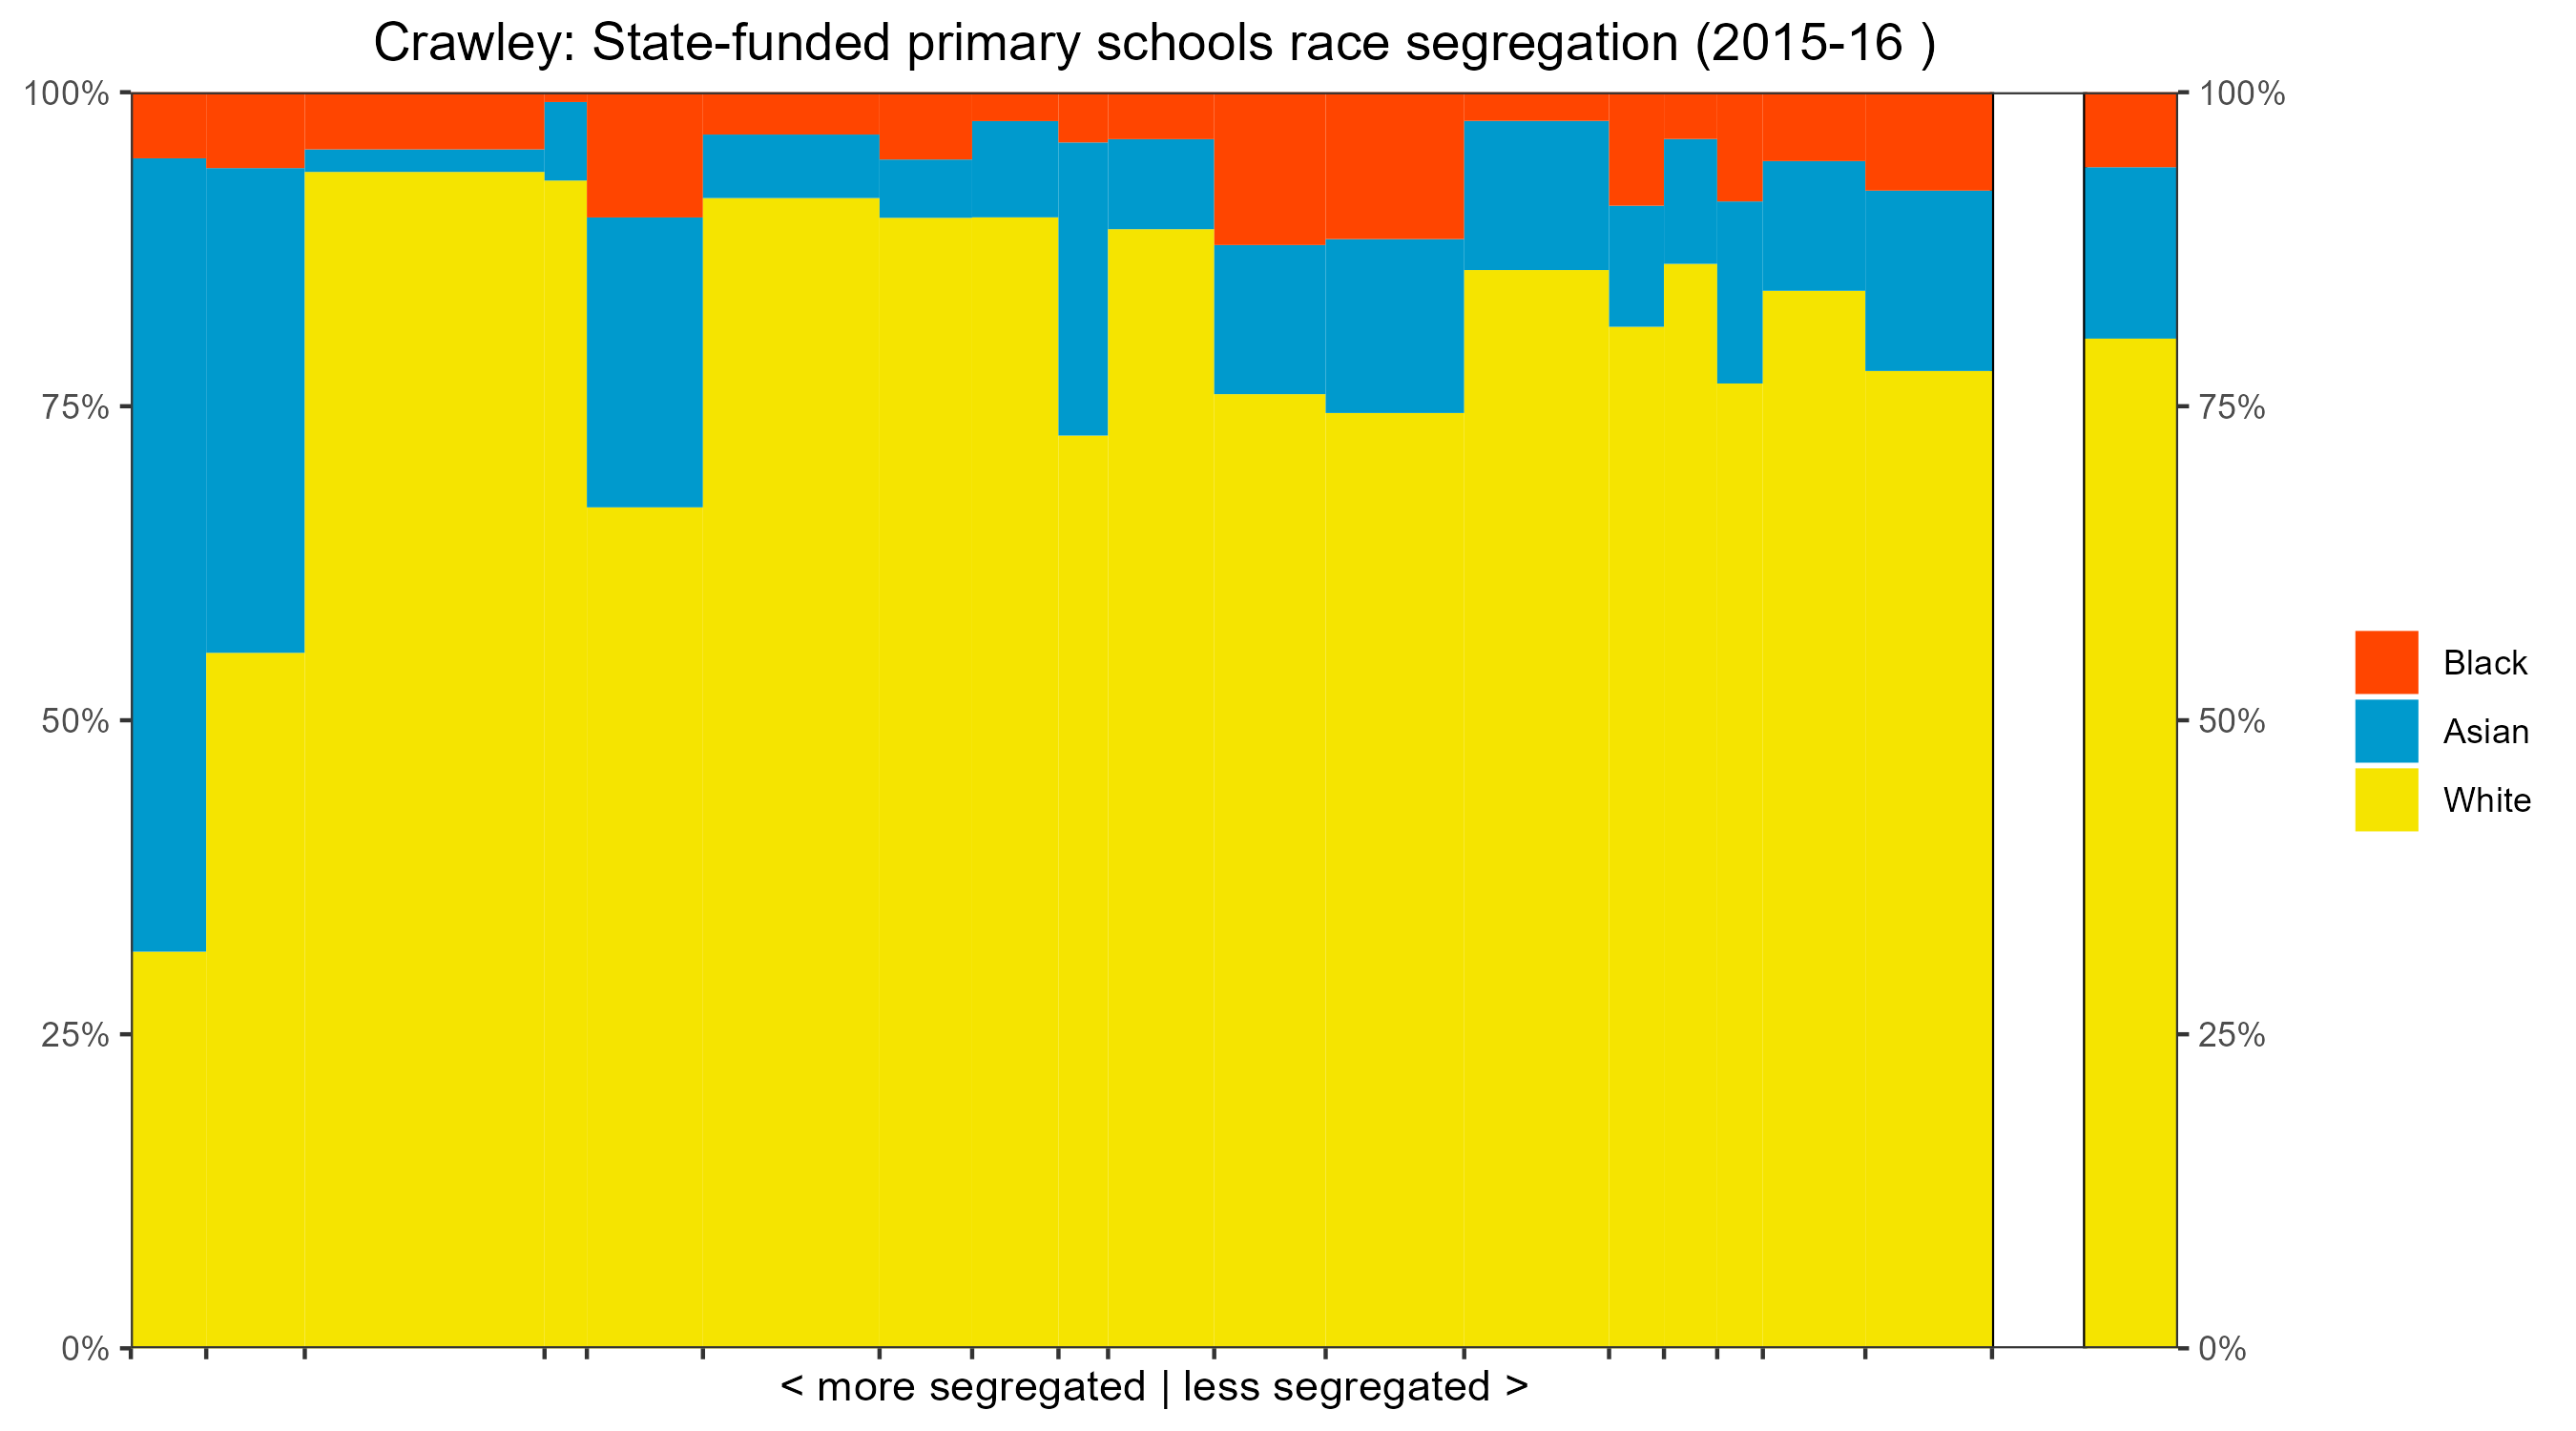 Crawley: State-funded primary schools race segregation (2015-16 )
100%
75%
50%
25%
0%
100%
75%
50%
25%
0%
Black
Asian
White
< more segregated | less segregated >